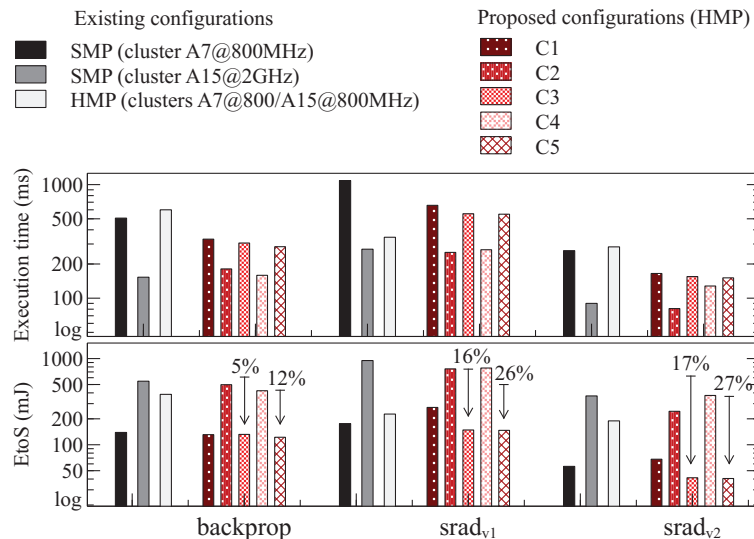 Existing configurations
SMP (cluster A7@800MHz)
SMP (cluster A15@2GHz)
HMP (clusters A7@800/A15@800MHz)
Proposed configurations (HMP)
C1
C2
C3
C4
C5
Execution time (ms)
1000
500
200
100
log
EtoS (mJ)
1000
500
200
100
50
log
5%
12%
16%
26%
17%
27%
backprop
srad_v1
srad_v2